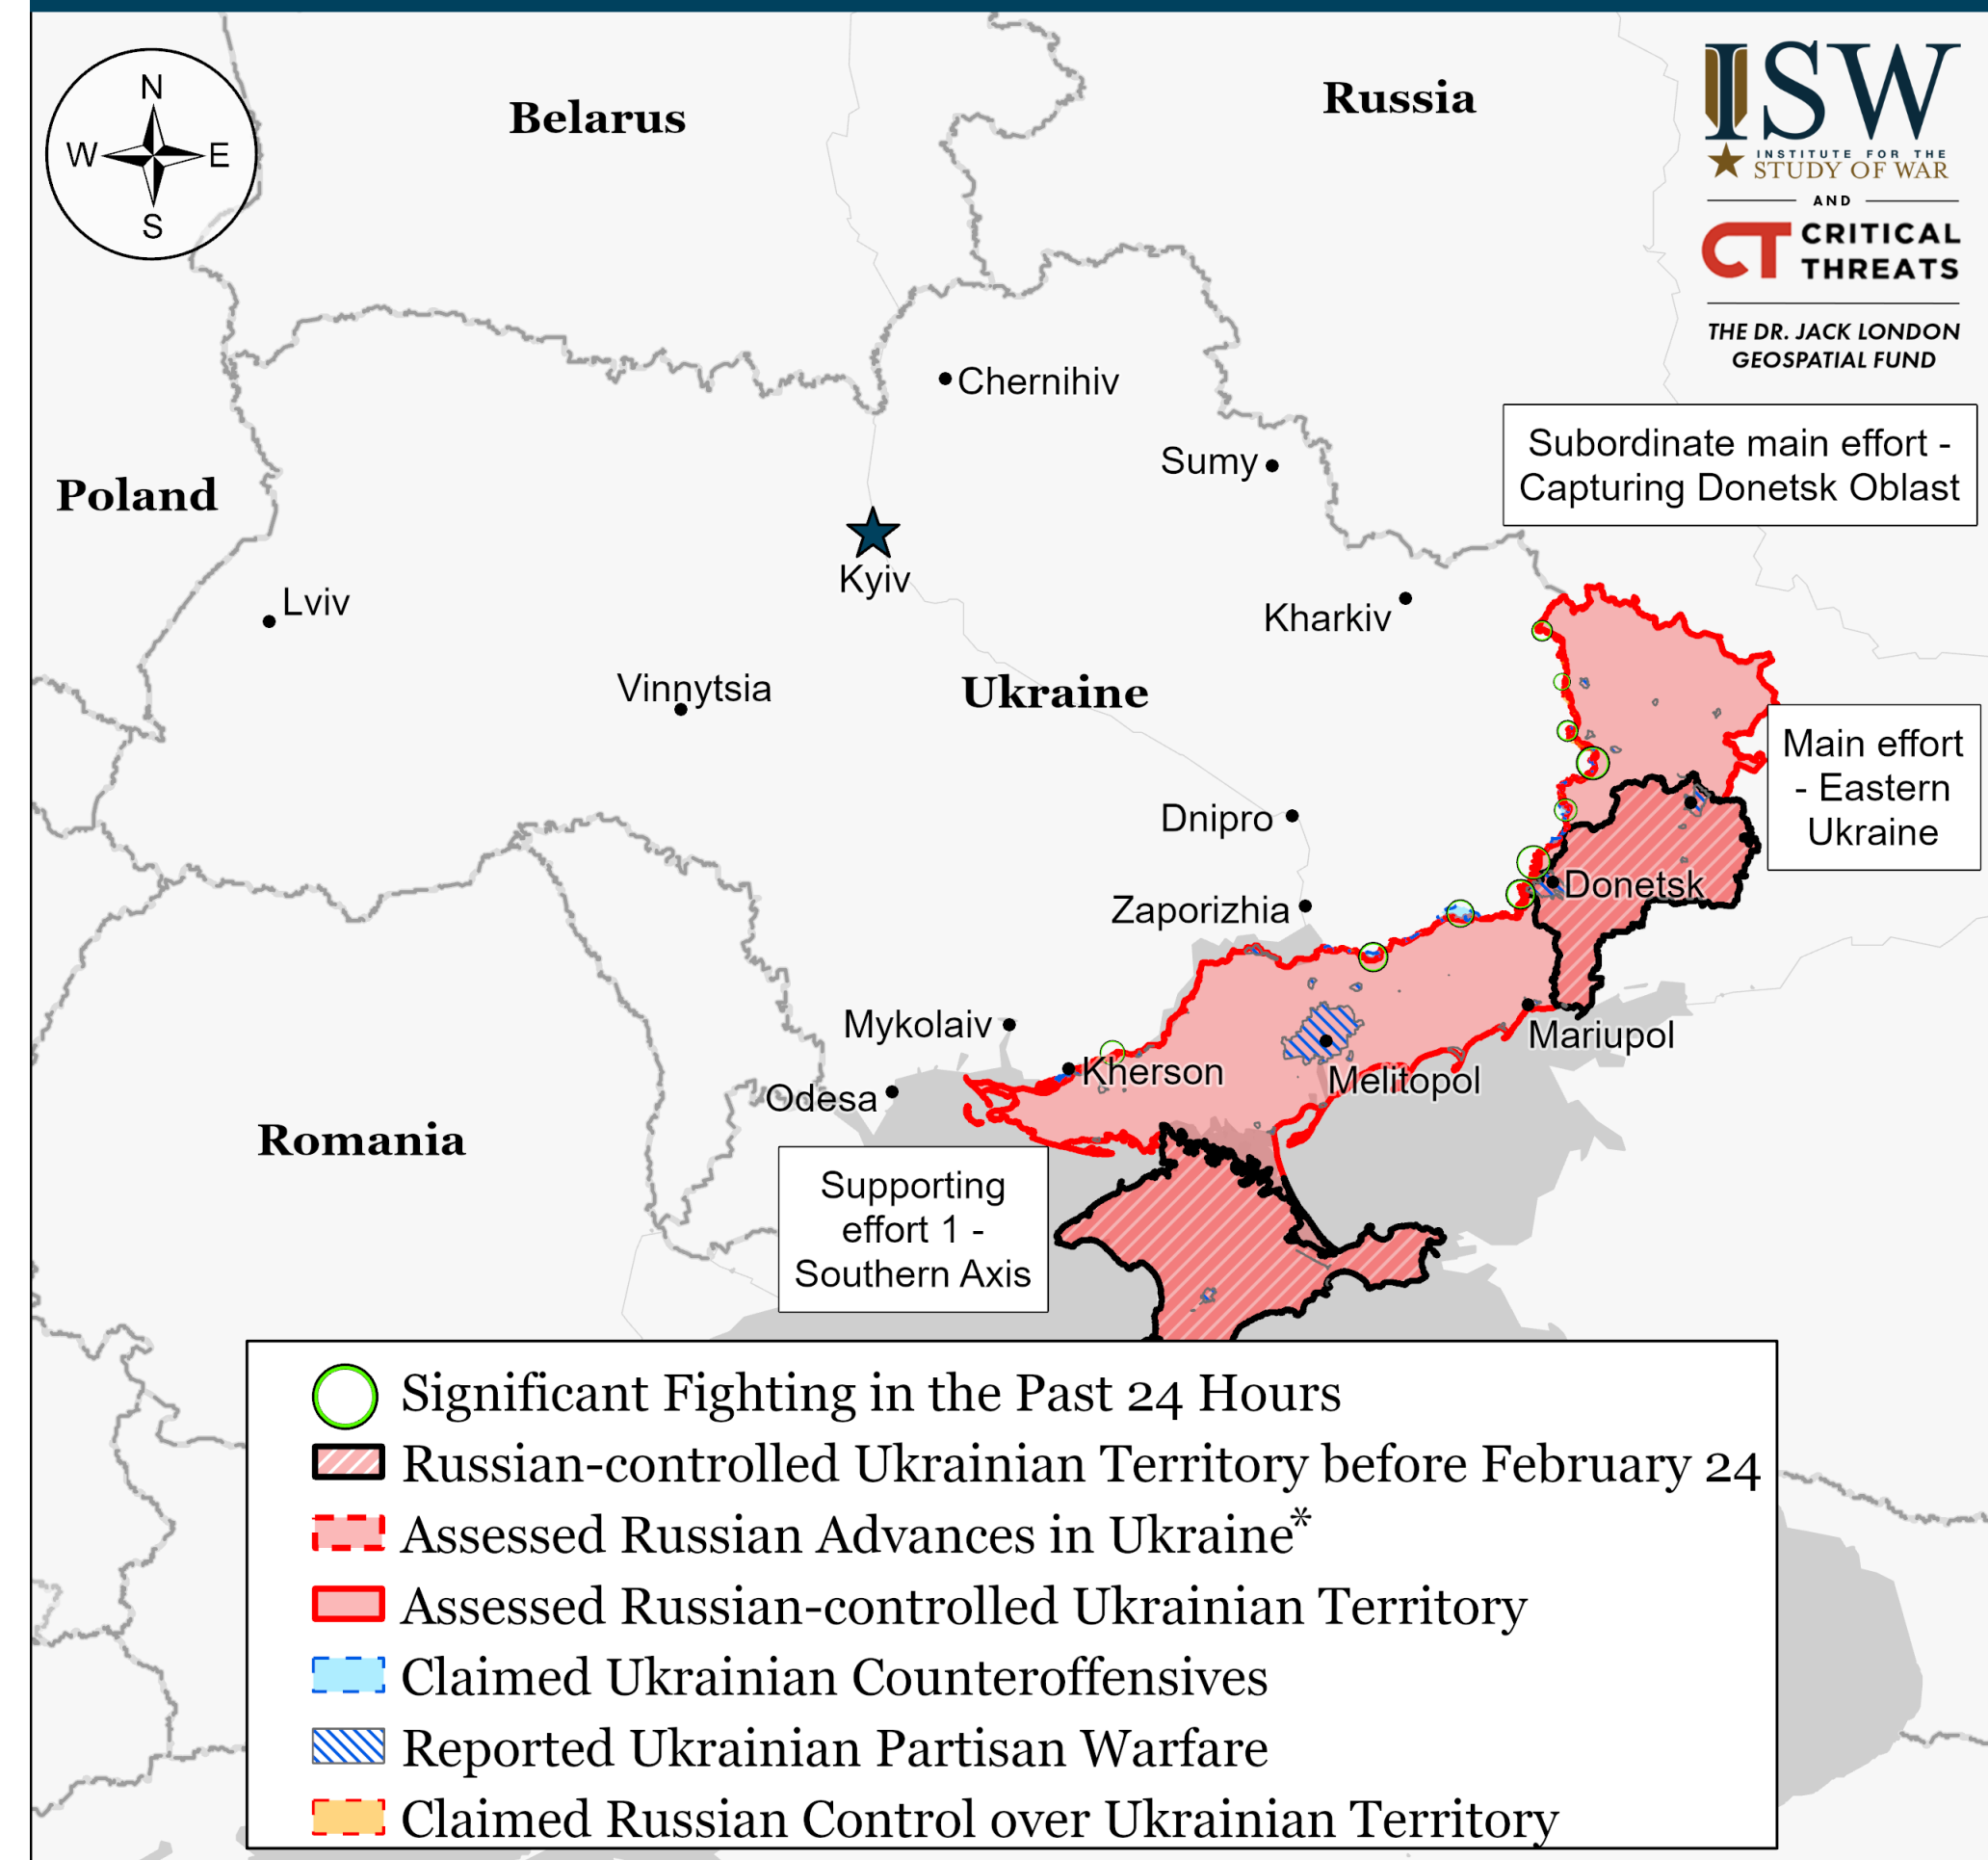 N
W
E
S
Belarus
Russia
ISW
INSTITUTE FOR THE
STUDY OF WAR
AND
CT CRITICAL
THREATS
THE DR. JACK LONDON
GEOSPATIAL FUND
Chernihiv
Sumy
Subordinate main effort -
Capturing Donetsk Oblast
Poland
Kyiv
Lviv
Kharkiv
Vinnytsia
Ukraine
Main effort
- Eastern
Ukraine
Dnipro
Donetsk
Zaporizhia
Mykolaiv
Mariupol
Kherson
Melitopol
Odesa
Romania
Supporting
effort 1 -
Southern Axis
Significant Fighting in the Past 24 Hours
Russian-controlled Ukrainian Territory before February 24
Assessed Russian Advances in Ukraine*
Assessed Russian-controlled Ukrainian Territory
Claimed Ukrainian Counteroffensives
Reported Ukrainian Partisan Warfare
Claimed Russian Control over Ukrainian Territory